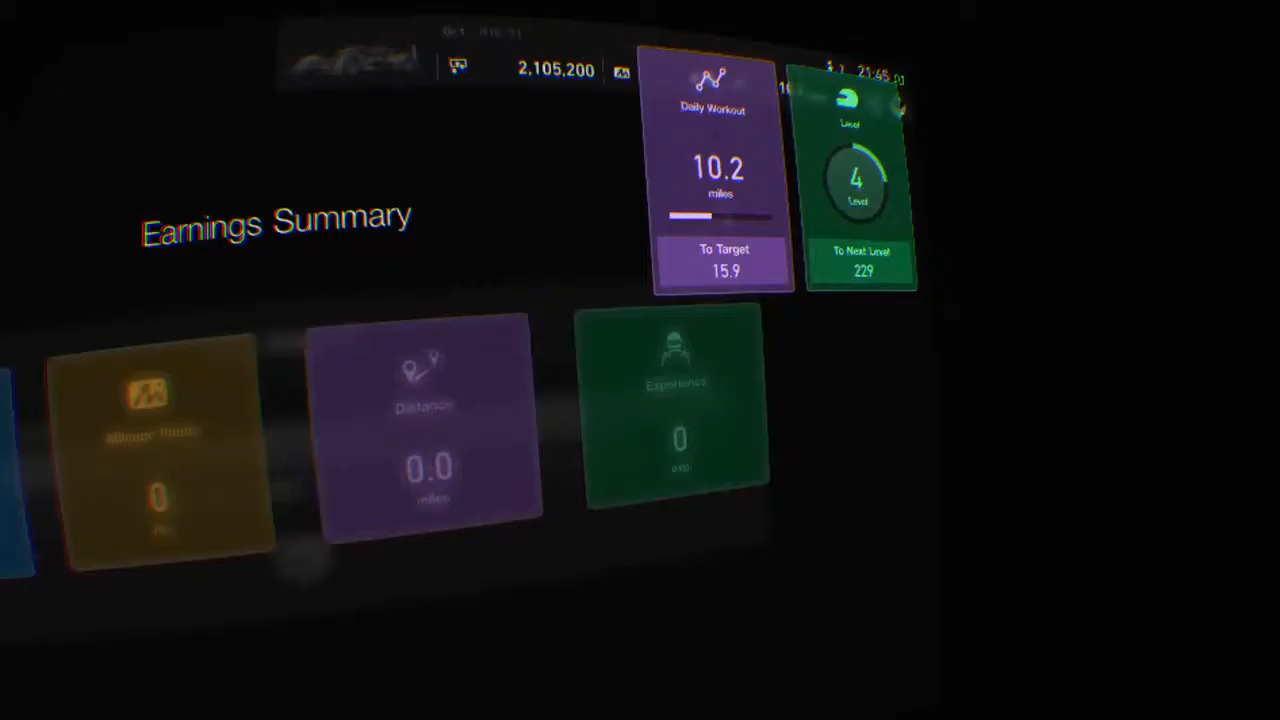 2,105,200
21:45
Daily Workout
10.2
miles
To Target
15.9
Level
4
Level
To Next Level
229
Earnings Summary
0
Distance
0.0
miles
Experience
0
exp.